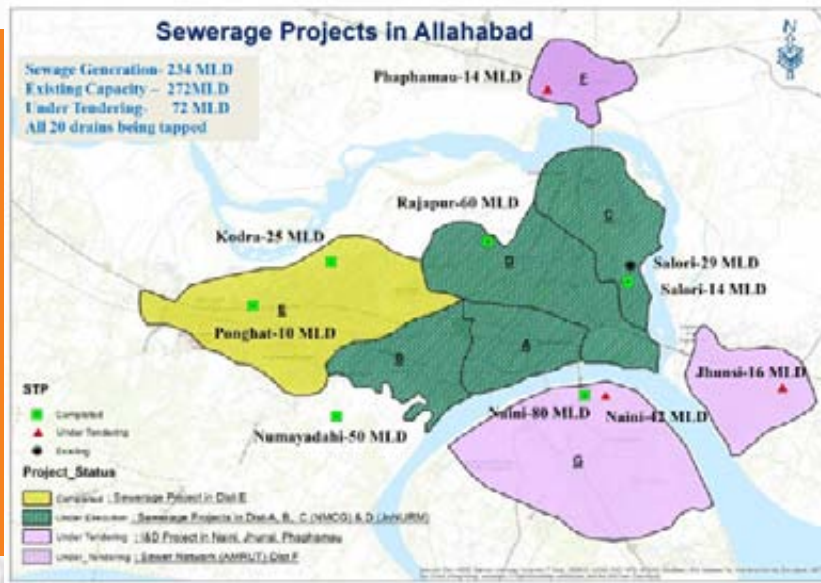 Sewerage Projects in Allahabad
N
Sewage Generation- 234 MLD
Existing Capacity – 272MLD
Under Tendering- 72 MLD
All 20 drains being tapped
Phaphamau-14 MLD
F
Rajapur-60 MLD
C
Kodra-25 MLD
D
Salori-29 MLD
Salori-14 MLD
E
Ponghat-10 MLD
A
B
Jhunsi-16 MLD
Naini-80 MLD
Naini-42 MLD
Numayadahi-50 MLD
G
STP
Completed
Under Tendering
Existing
Project_Status
Completed : Sewerage Project in Dist-E
Under Execution : Sewerage Projects in Dist-A, B, C (NMCG) & D (JnNURM)
Under Tendering : I&D Project in Naini, Jhunsi, Phaphamau
Under_Tendering : Sewer Network (AMRUT)-Dist F